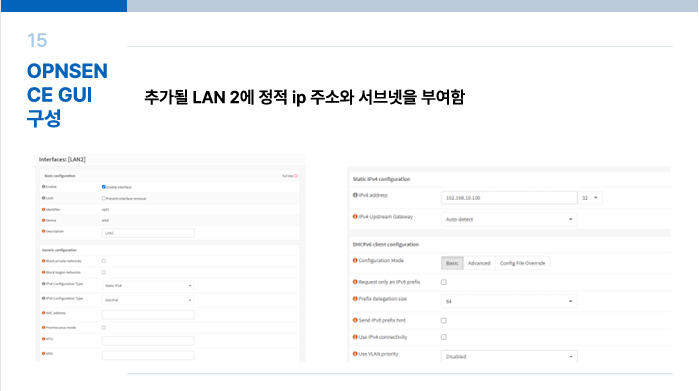 15
OPNSEN
CE GUI
구성
추가될 LAN 2에 정적 ip 주소와 서브넷을 부여함
Interfaces: [LAN2]
Basic configuration
full help
Enable
Enable Interface
Lock
Prevent interface removal
Identifier
opt1
Device
em2
Description
LAN2
Generic configuration
Block private networks
Block bogon networks
IPv4 Configuration Type
Static IPv4
IPv6 Configuration Type
DHCPv6
MAC address
Promiscuous mode
MTU
MSS
Static IPv4 configuration
IPv4 address
192.168.10.100
32
IPv4 Upstream Gateway
Auto-detect
DHCPv6 client configuration
Configuration Mode
Basic
Advanced
Config File Override
Request only an IPv6 prefix
Prefix delegation size
64
Send IPv6 prefix hint
Use IPv4 connectivity
Use VLAN priority
Disabled